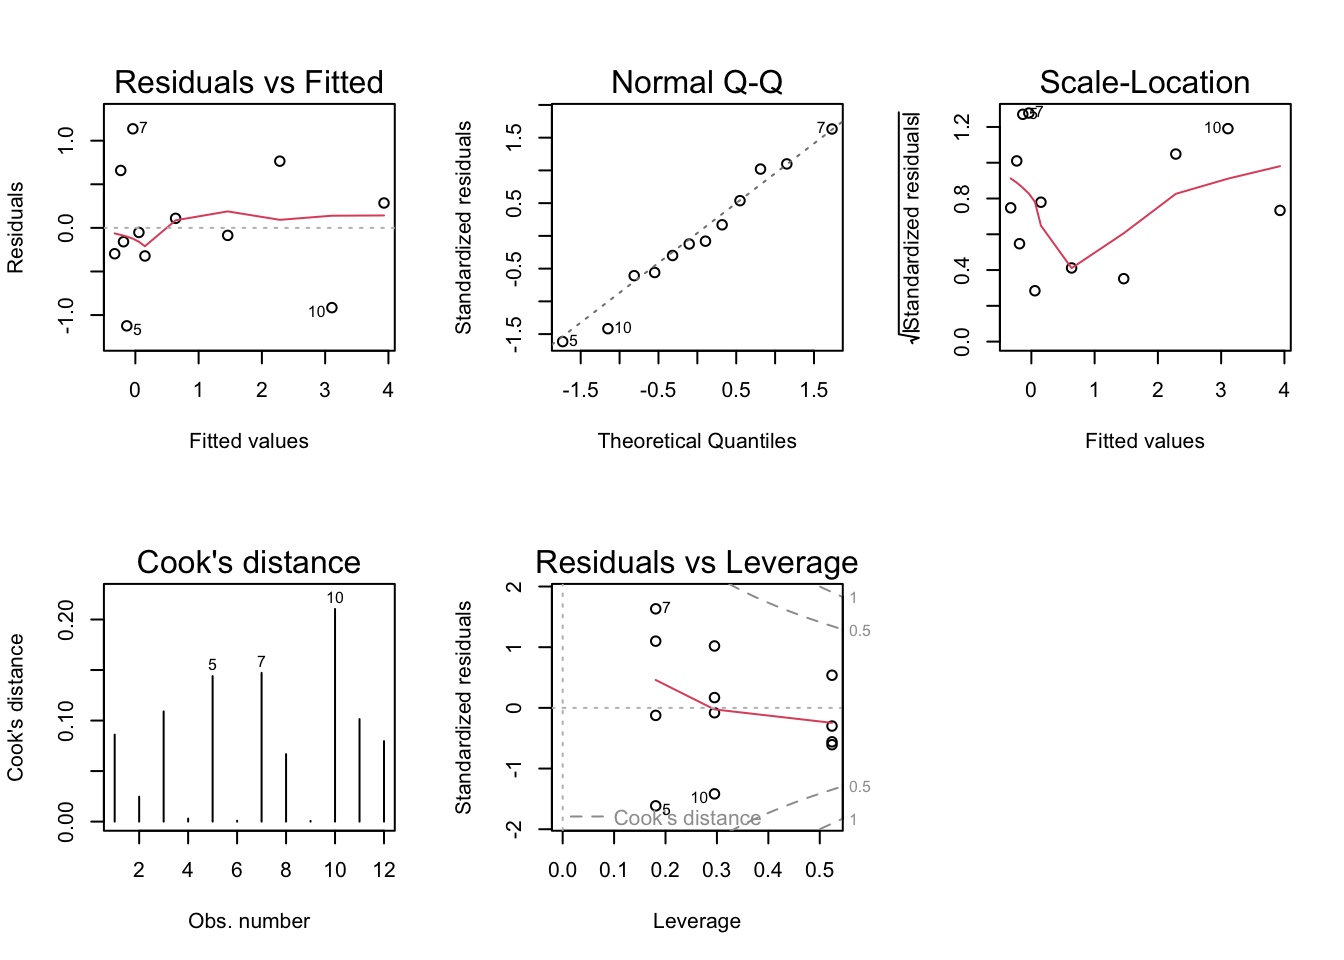 Residuals vs Fitted
Residuals
1.0
0.0
-1.0
7
10
5
0 1 2 3 4
Fitted values
Normal Q-Q
Standardized residuals
1.5
0.5
-0.5
-1.5
7
10
5
-1.5 -0.5 0.5 1.5
Theoretical Quantiles
Scale-Location
√|Standardized residuals|
1.2
0.8
0.4
0.0
5
7
10
0 1 2 3 4
Fitted values
Cook's distance
Cook's distance
0.20
0.10
0.00
5
7
10
2 4 6 8 10 12
Obs. number
Residuals vs Leverage
Standardized residuals
2
1
0
-1
-2
7
10
5
1
0.5
0.5
1
Cook's distance
0.0 0.1 0.2 0.3 0.4 0.5
Leverage